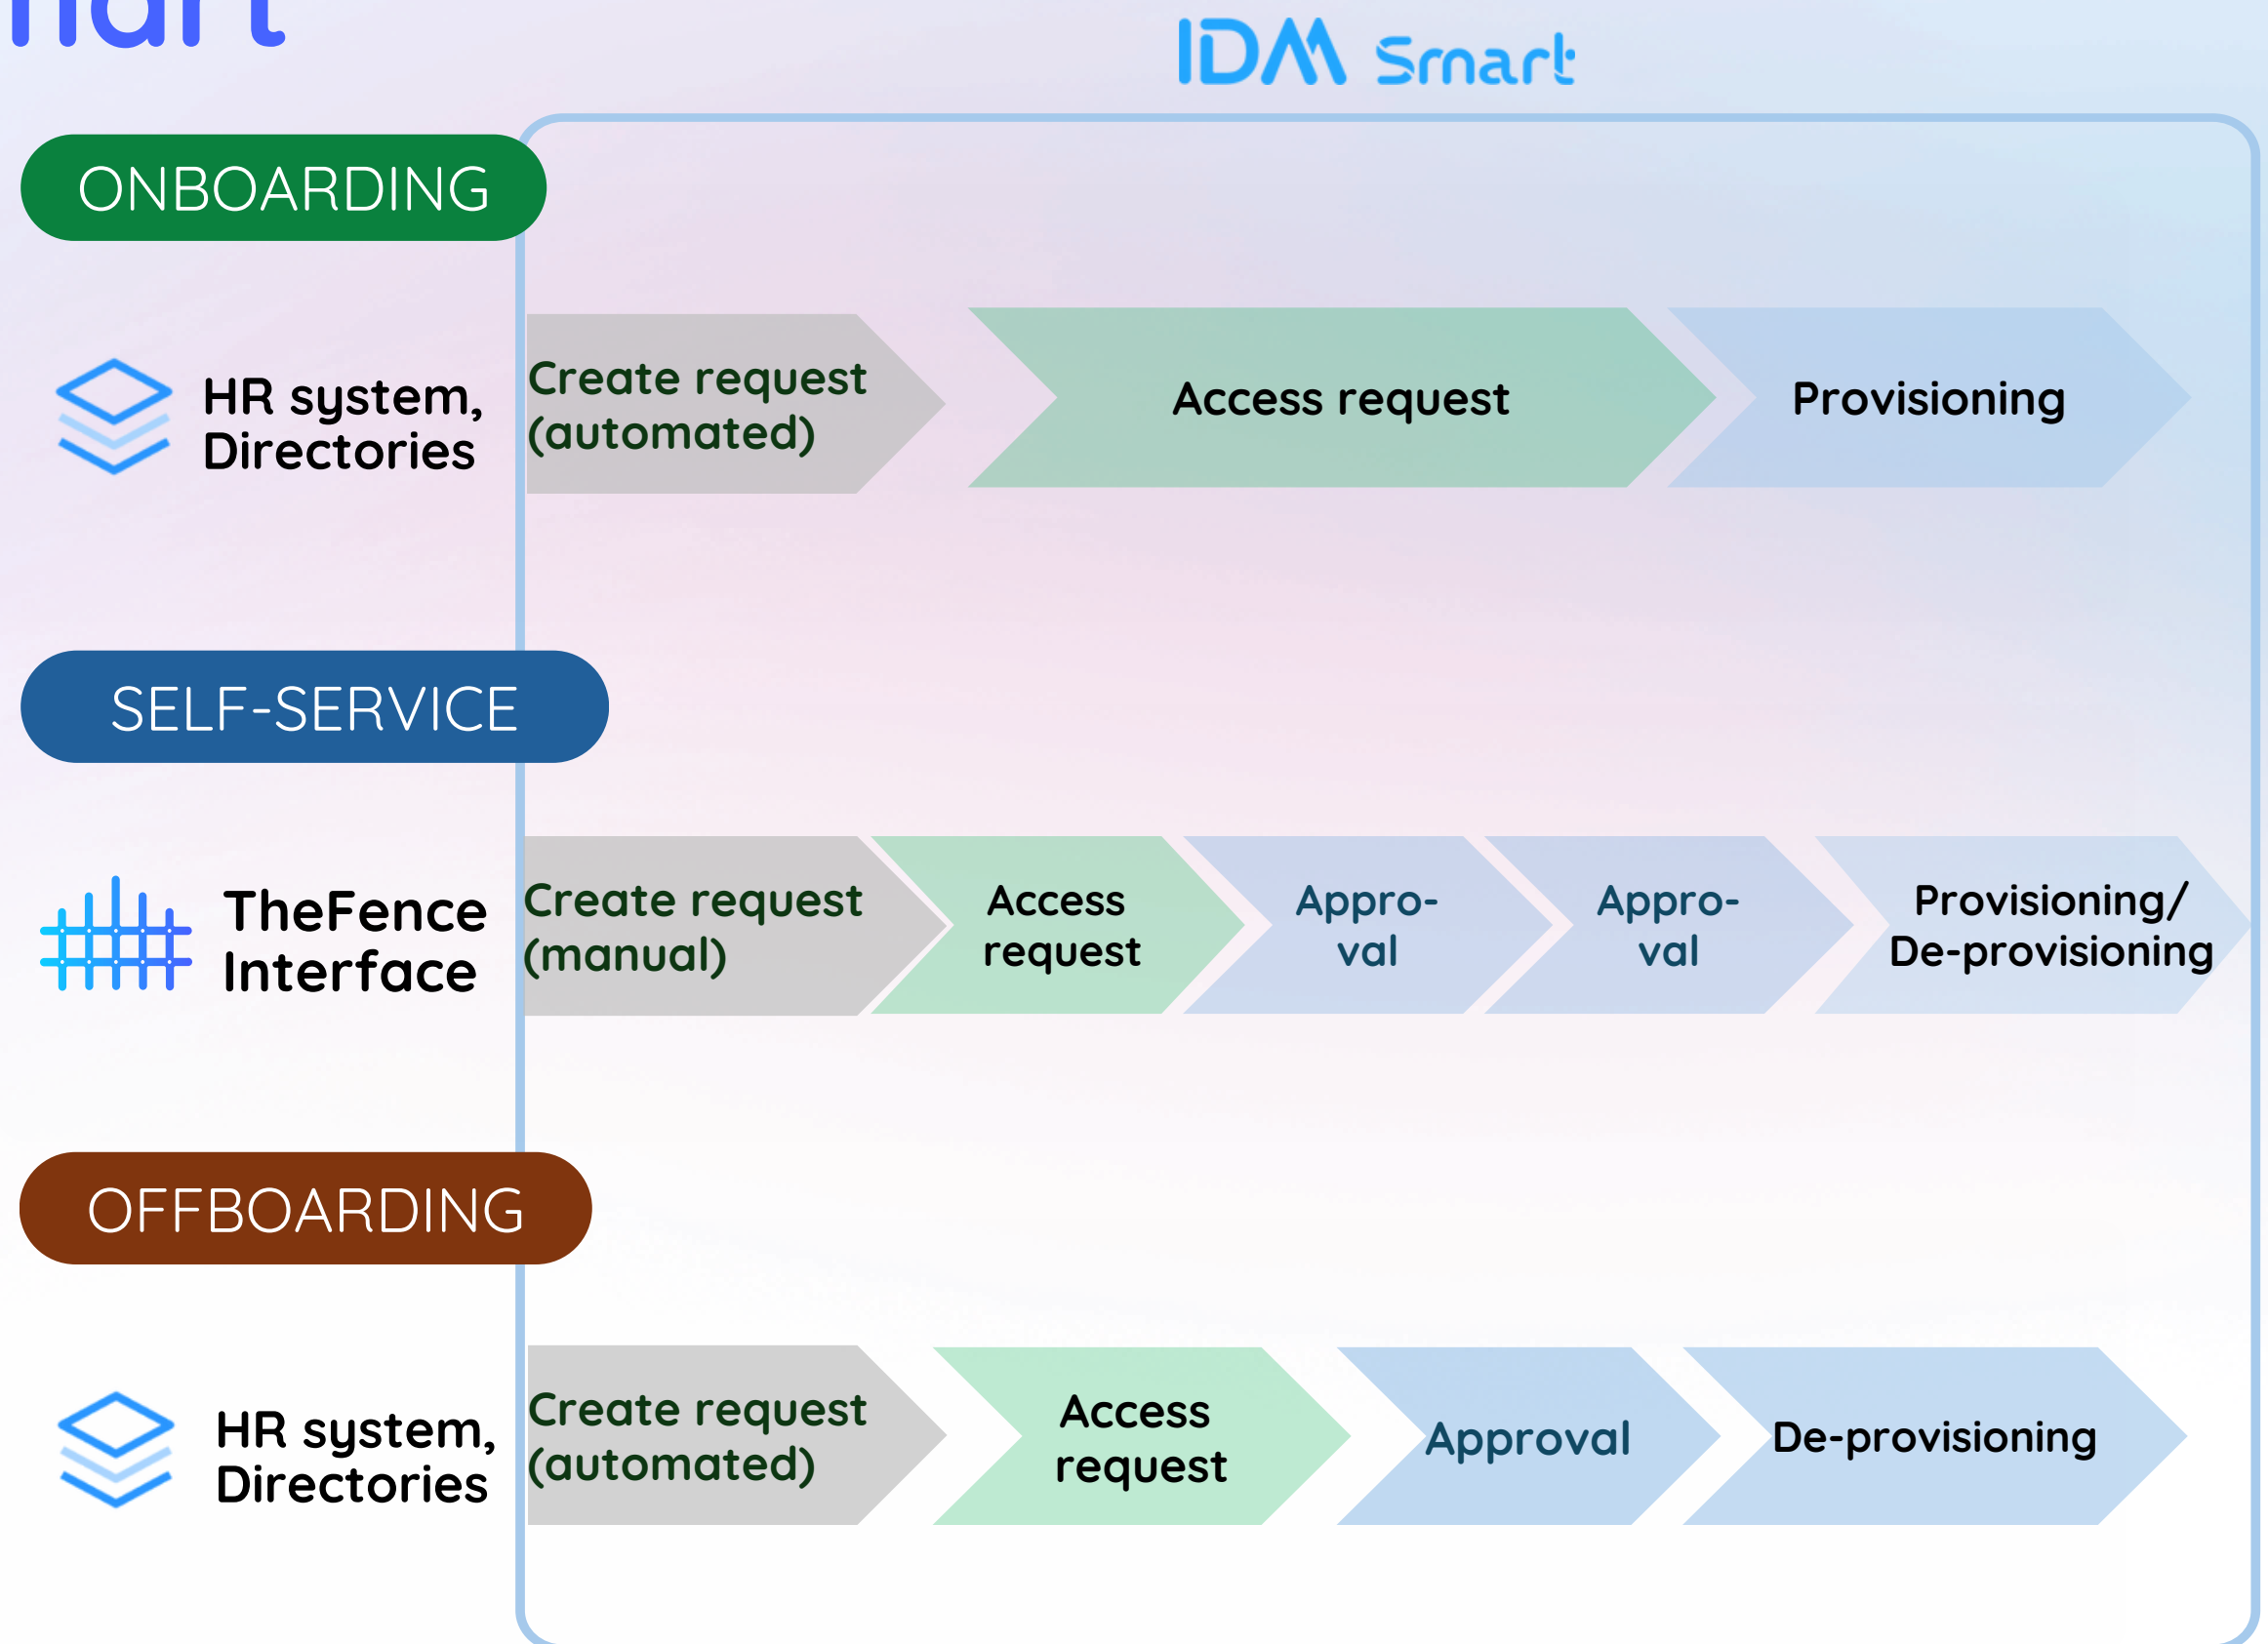 IDM Smart
ONBOARDING
HR system,
Directories
Create request
(automated)
Access request
Provisioning
SELF-SERVICE
TheFence
Interface
Create request
(manual)
Access
request
Appro-
val
Appro-
val
Provisioning/
De-provisioning
OFFBOARDING
HR system,
Directories
Create request
(automated)
Access
request
Approval
De-provisioning